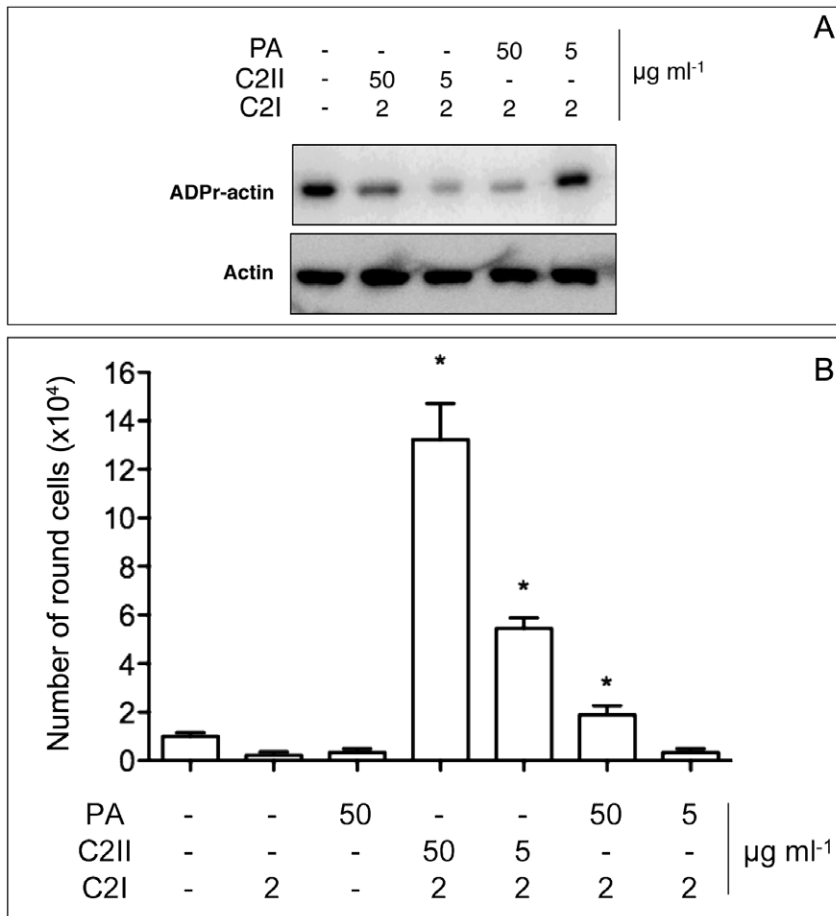 A
PA - - - 50 5
C2II - 50 5 - -
C2I - 2 2 2 2
µg ml-1
ADPr-actin
Actin
B
Number of round cells (x10⁴)
16
14
12
10
8
6
4
2
0
*
*
*
PA - - 50 - - 50 5
C2II - - - 50 5 - -
C2I - 2 - 2 2 2 2
µg ml-1